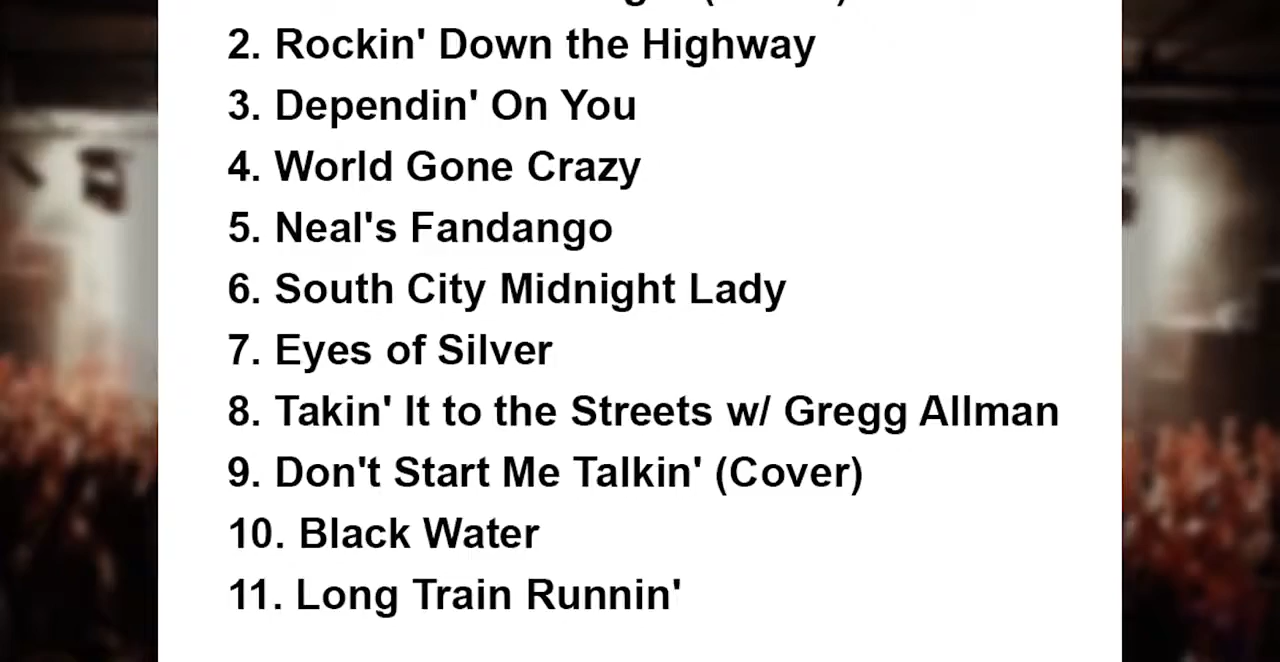 2. Rockin' Down the Highway
3. Dependin' On You
4. World Gone Crazy
5. Neal's Fandango
6. South City Midnight Lady
7. Eyes of Silver
8. Takin' It to the Streets w/ Gregg Allman
9. Don't Start Me Talkin' (Cover)
10. Black Water
11. Long Train Runnin'